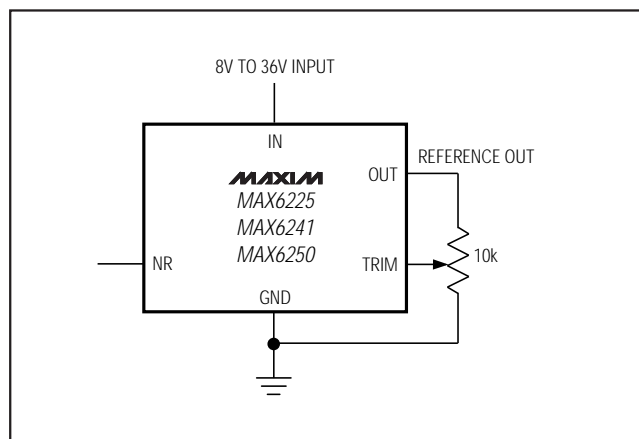 8V TO 36V INPUT
IN
REFERENCE OUT
OUT
MAXIM
MAX6225
MAX6241
MAX6250
NR
TRIM
10k
GND